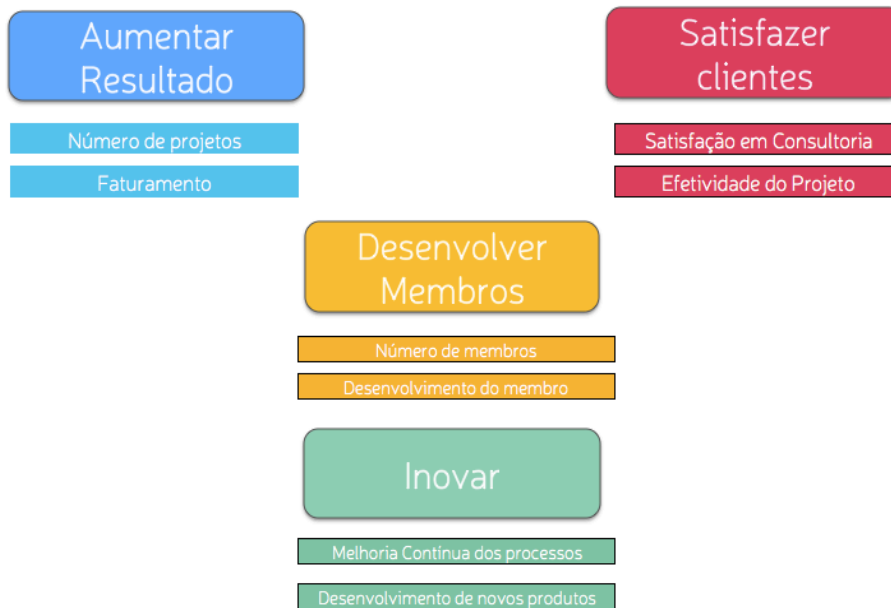 Aumentar
Resultado
Número de projetos
Faturamento
Satisfazer
clientes
Satisfação em Consultoria
Efetividade do Projeto
Desenvolver
Membros
Número de membros
Desenvolvimento do membro
Inovar
Melhoria Contínua dos processos
Desenvolvimento de novos produtos